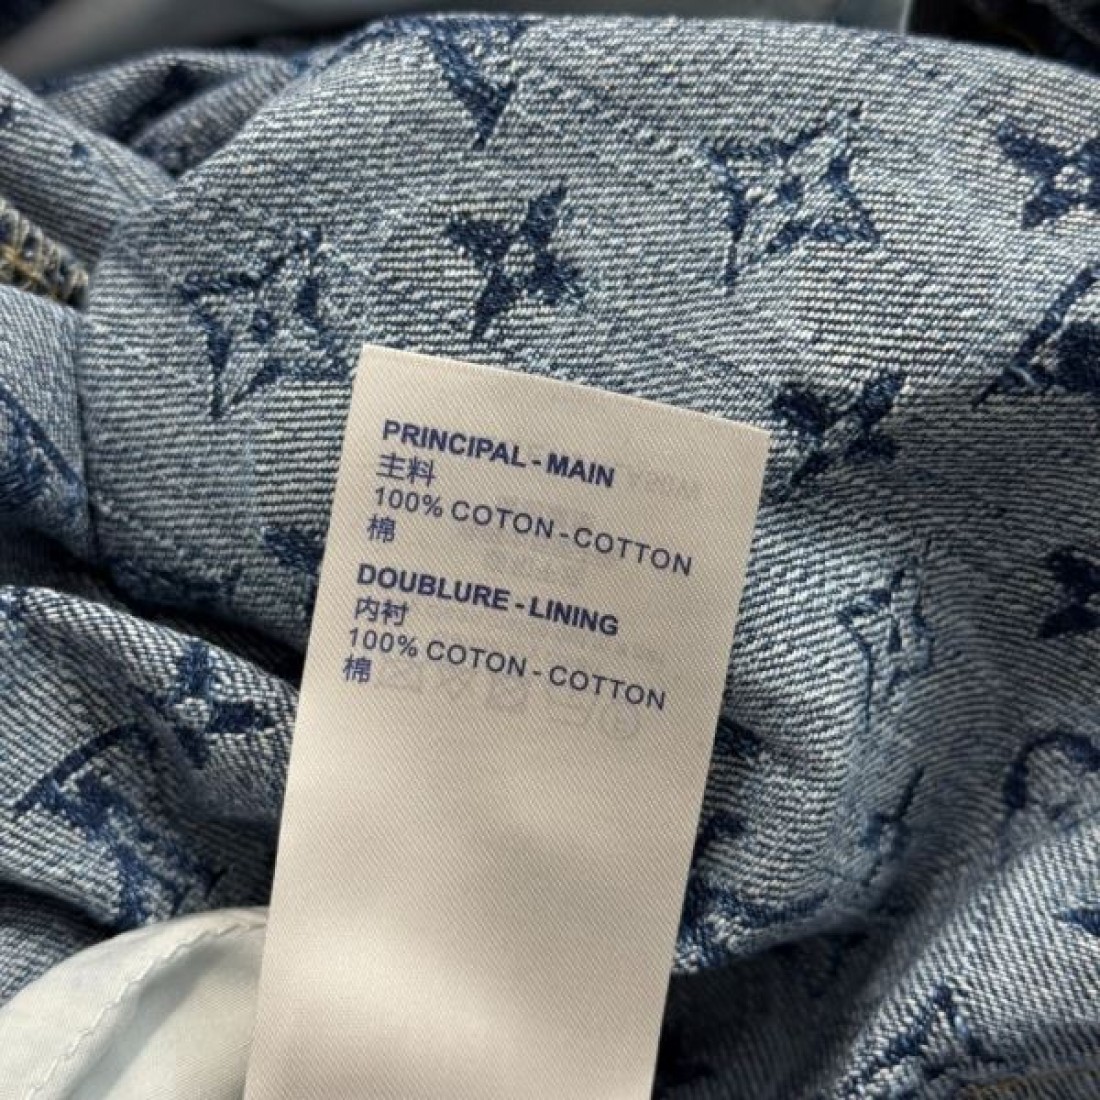 PRINCIPAL - MAIN
主料
100% COTON - COTTON
棉
DOUBLURE - LINING
内衬
100% COTON - COTTON
棉